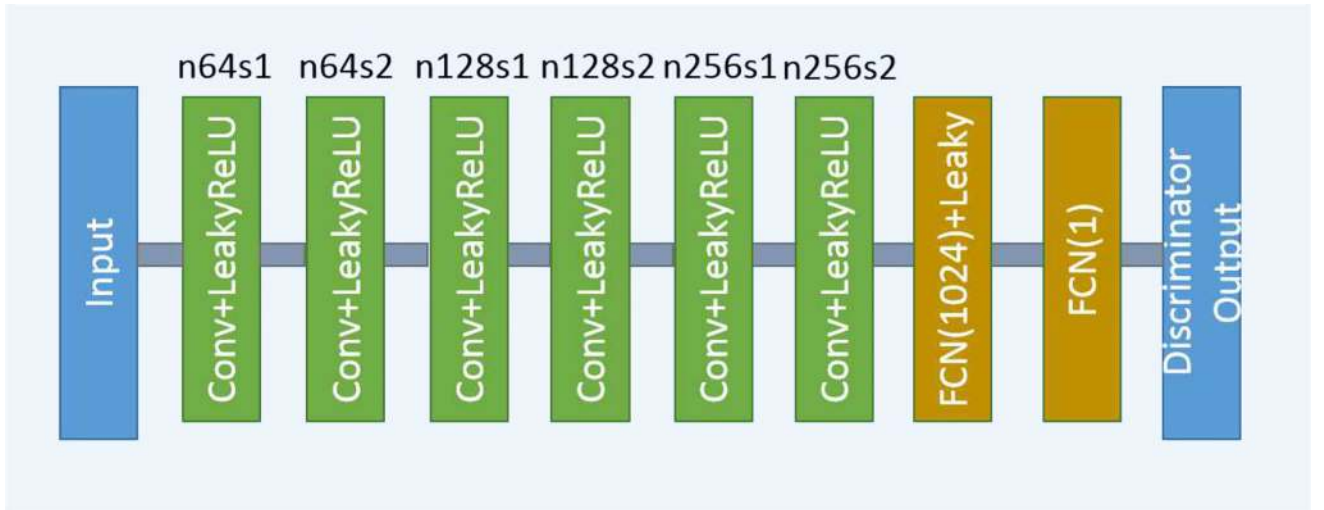 n64s1
n64s2
n128s1
n128s2
n256s1
n256s2
Input
Conv+LeakyReLU
Conv+LeakyReLU
Conv+LeakyReLU
Conv+LeakyReLU
Conv+LeakyReLU
Conv+LeakyReLU
FCN(1024)+Leaky
FCN(1)
Discriminator
Output